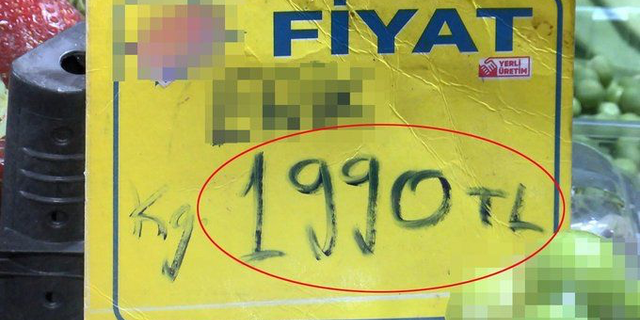 FİYAT
YERLİ
ÜRETİM
Kg 1990 TL